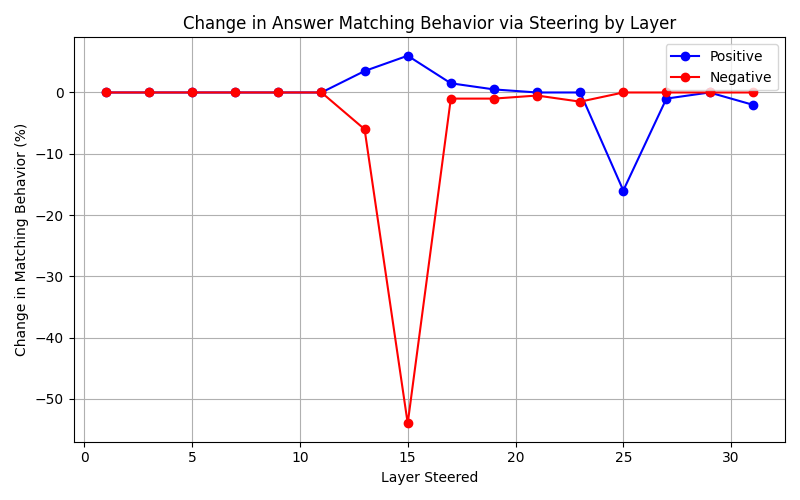 Change in Answer Matching Behavior via Steering by Layer
Positive
Negative
Change in Matching Behavior (%)
0
−10
−20
−30
−40
−50
0 5 10 15 20 25 30
Layer Steered